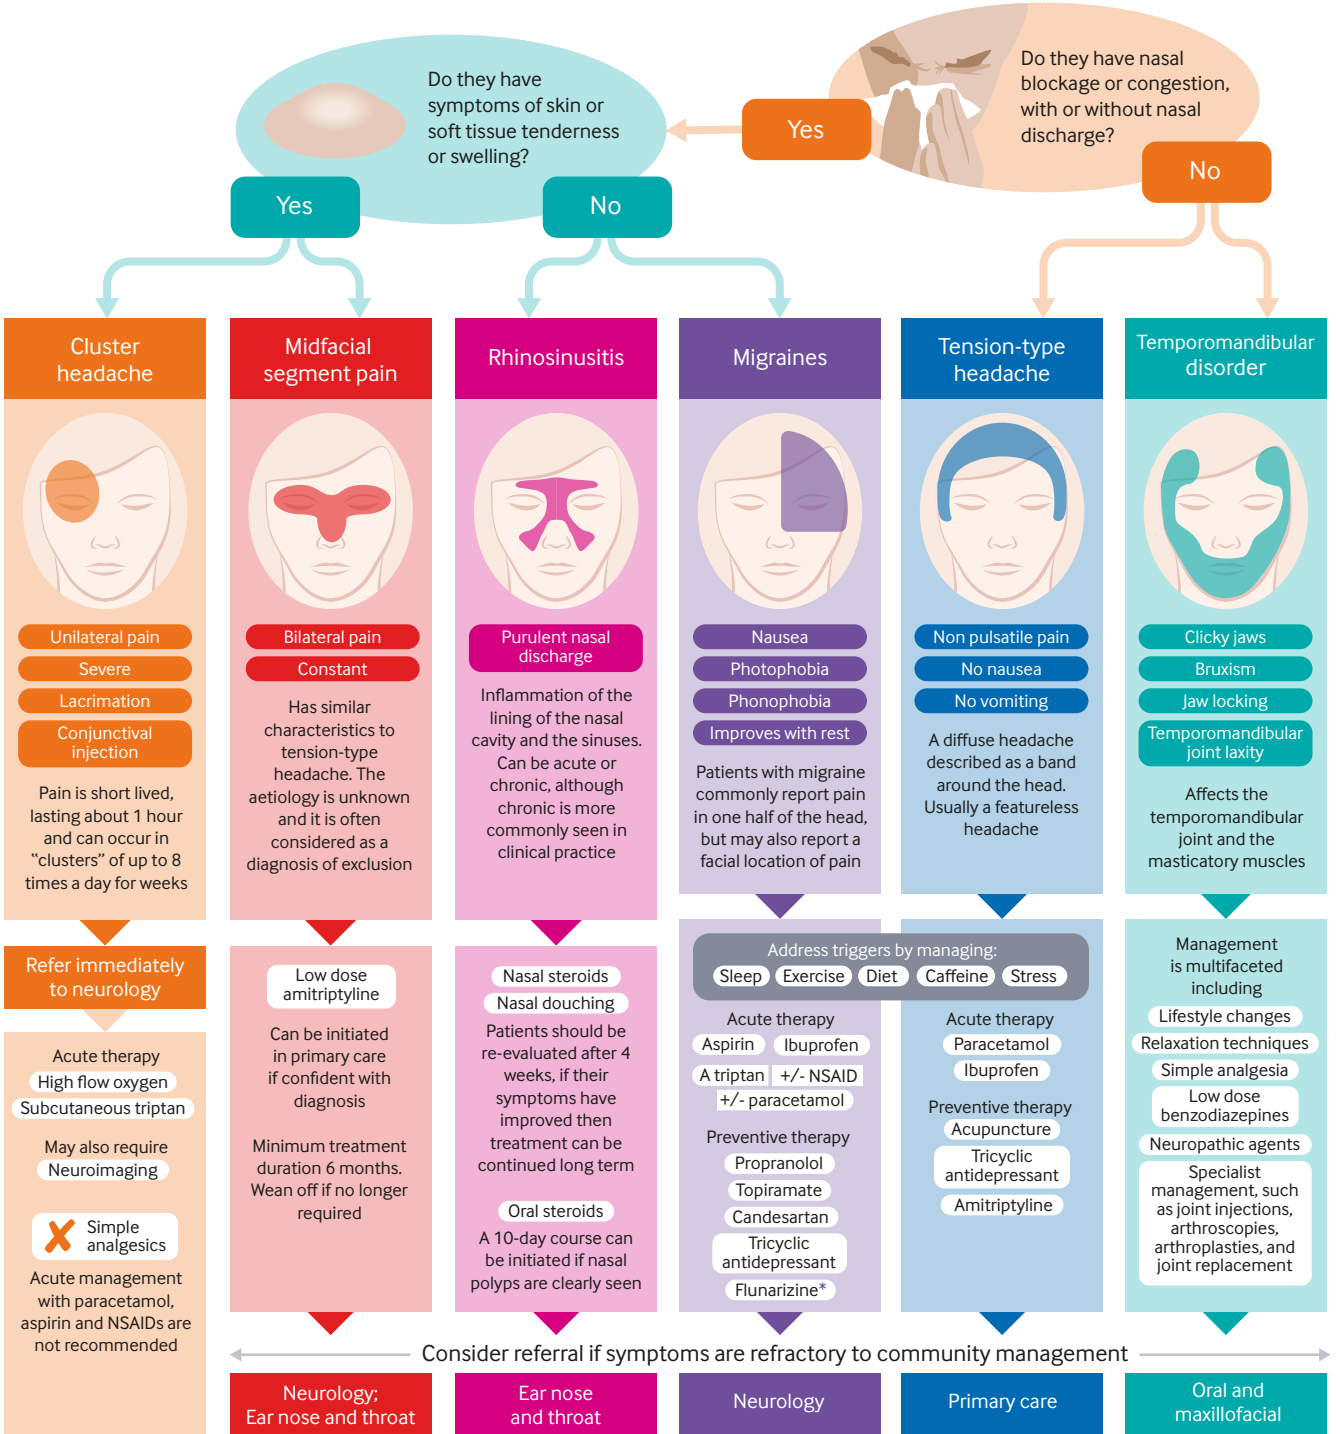 Do they have nasal
blockage or congestion,
with or without nasal
discharge?
Yes
No
Do they have
symptoms of skin or
soft tissue tenderness
or swelling?
Yes
No
Cluster
headache
Unilateral pain
Severe
Lacrimation
Conjunctival
injection
Pain is short lived,
lasting about 1 hour
and can occur in
“clusters” of up to 8
times a day for weeks
Refer immediately
to neurology
Acute therapy
High flow oxygen
Subcutaneous triptan
May also require
Neuroimaging
Simple
analgesics
Acute management
with paracetamol,
aspirin and NSAIDs are
not recommended
Midfacial
segment pain
Bilateral pain
Constant
Has similar
characteristics to
tension-type
headache. The
aetiology is unknown
and it is often
considered as a
diagnosis of exclusion
Low dose
amitriptyline
Can be initiated
in primary care
if confident with
diagnosis
Minimum treatment
duration 6 months.
Wean off if no longer
required
Rhinosinusitis
Purulent nasal
discharge
Inflammation of the
lining of the nasal
cavity and the sinuses.
Can be acute or
chronic, although
chronic is more
commonly seen in
clinical practice
Nasal steroids
Nasal douching
Patients should be
re-evaluated after 4
weeks, if their
symptoms have
improved then
treatment can be
continued long term
Oral steroids
A 10-day course can
be initiated if nasal
polyps are clearly seen
Migraines
Nausea
Photophobia
Phonophobia
Improves with rest
Patients with migraine
commonly report pain
in one half of the head,
but may also report a
facial location of pain
Address triggers by managing:
Sleep Exercise Diet Caffeine Stress
Acute therapy
Aspirin Ibuprofen
A triptan +/- NSAID
+/- paracetamol
Preventive therapy
Propranolol
Topiramate
Candesartan
Tricyclic
antidepressant
Flunarizine*
Tension-type
headache
Non pulsatile pain
No nausea
No vomiting
A diffuse headache
described as a band
around the head.
Usually a featureless
headache
Acute therapy
Paracetamol
Ibuprofen
Preventive therapy
Acupuncture
Tricyclic
antidepressant
Amitriptyline
Temporomandibular
disorder
Clicky jaws
Bruxism
Jaw locking
Temporomandibular
joint laxity
Affects the
temporomandibular
joint and the
masticatory muscles
Management
is multifaceted
including
Lifestyle changes
Relaxation techniques
Simple analgesia
Low dose
benzodiazepines
Neuropathic agents
Specialist
management, such
as joint injections,
arthroscopies,
arthroplasties, and
joint replacement
Consider referral if symptoms are refractory to community management
Neurology;
Ear nose and throat
Ear nose
and throat
Neurology
Primary care
Oral and
maxillofacial